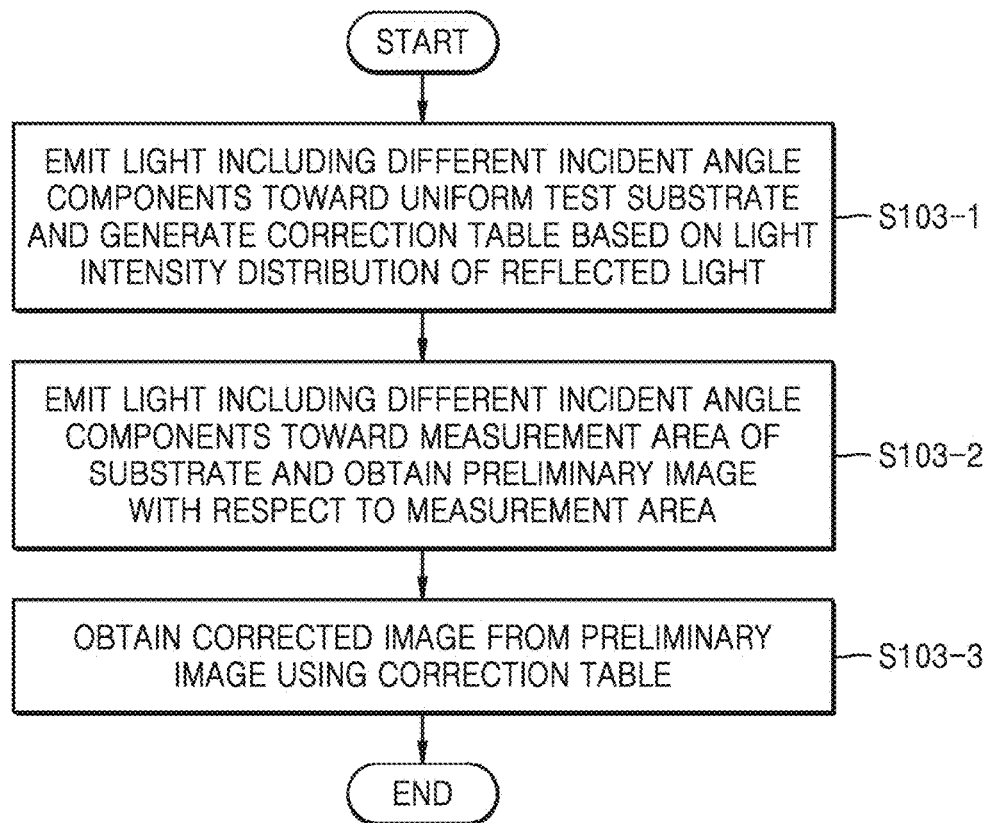 START
EMIT LIGHT INCLUDING DIFFERENT INCIDENT ANGLE
COMPONENTS TOWARD UNIFORM TEST SUBSTRATE
AND GENERATE CORRECTION TABLE BASED ON LIGHT
INTENSITY DISTRIBUTION OF REFLECTED LIGHT
S103-1
EMIT LIGHT INCLUDING DIFFERENT INCIDENT ANGLE
COMPONENTS TOWARD MEASUREMENT AREA OF
SUBSTRATE AND OBTAIN PRELIMINARY IMAGE
WITH RESPECT TO MEASUREMENT AREA
S103-2
OBTAIN CORRECTED IMAGE FROM PRELIMINARY
IMAGE USING CORRECTION TABLE
S103-3
END